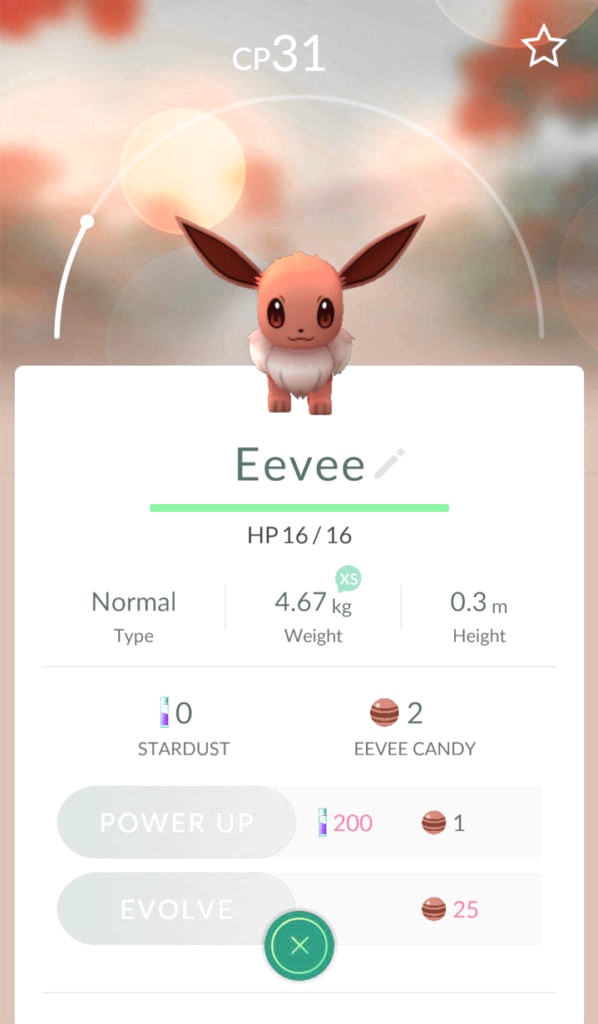 CP31
Eevee
HP 16 / 16
XS
Normal 4.67 kg 0.3 m
Type Weight Height
0 2
STARDUST EEVEE CANDY
POWER UP 200 1
EVOLVE 25